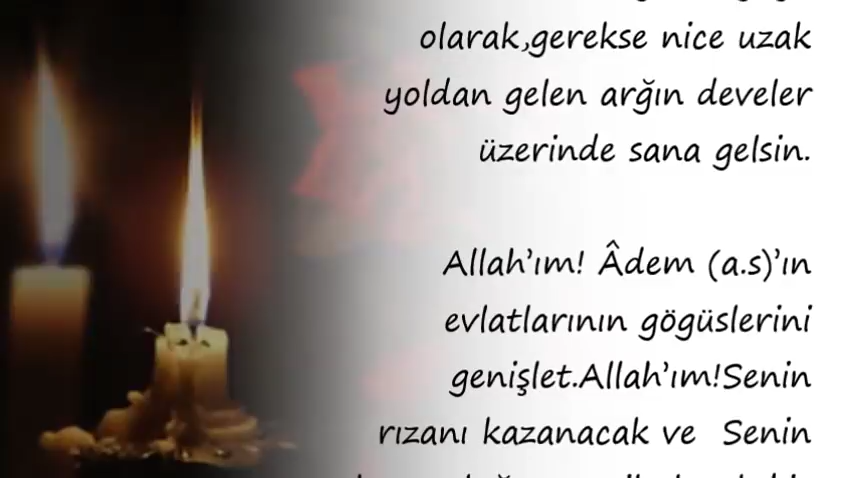 olarak,gerekse nice uzak
yoldan gelen arğın develer
üzerinde sana gelsin.
Allah'ım! Âdem (a.s)'ın
evlatlarının gögüslerini
genişlet.Allah'ım!Senin
rızanı kazanacak ve Senin